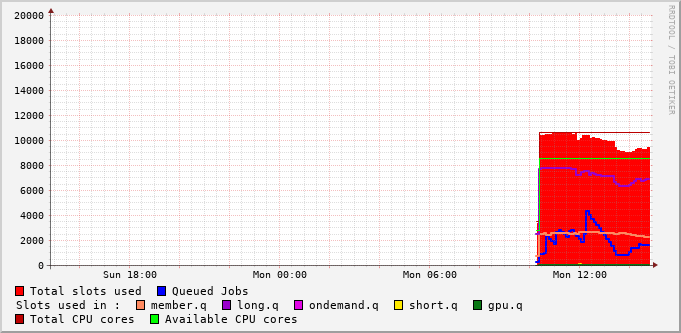 RRDTOOL / TOBI OETIKER
20000
18000
16000
14000
12000
10000
8000
6000
4000
2000
0
Sun 18:00 Mon 00:00 Mon 06:00 Mon 12:00
Total slots used Queued Jobs
Slots used in : member.q long.q ondemand.q short.q gpu.q
Total CPU cores Available CPU cores